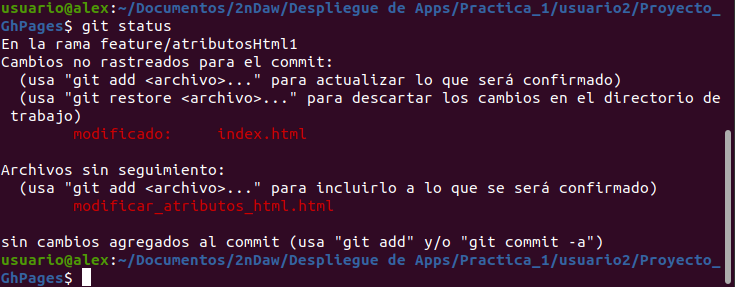 usuario@alex:~/Documentos/2nDaw/Despliegue de Apps/Practica_1/usuario2/Proyecto_
GhPages$ git status
En la rama feature/atributosHtml1
Cambios no rastreados para el commit:
  (usa "git add <archivo>..." para actualizar lo que será confirmado)
  (usa "git restore <archivo>..." para descartar los cambios en el directorio de
 trabajo)
        modificado:     index.html

Archivos sin seguimiento:
  (usa "git add <archivo>..." para incluirlo a lo que se será confirmado)
        modificar_atributos_html.html

sin cambios agregados al commit (usa "git add" y/o "git commit -a")
usuario@alex:~/Documentos/2nDaw/Despliegue de Apps/Practica_1/usuario2/Proyecto_
GhPages$